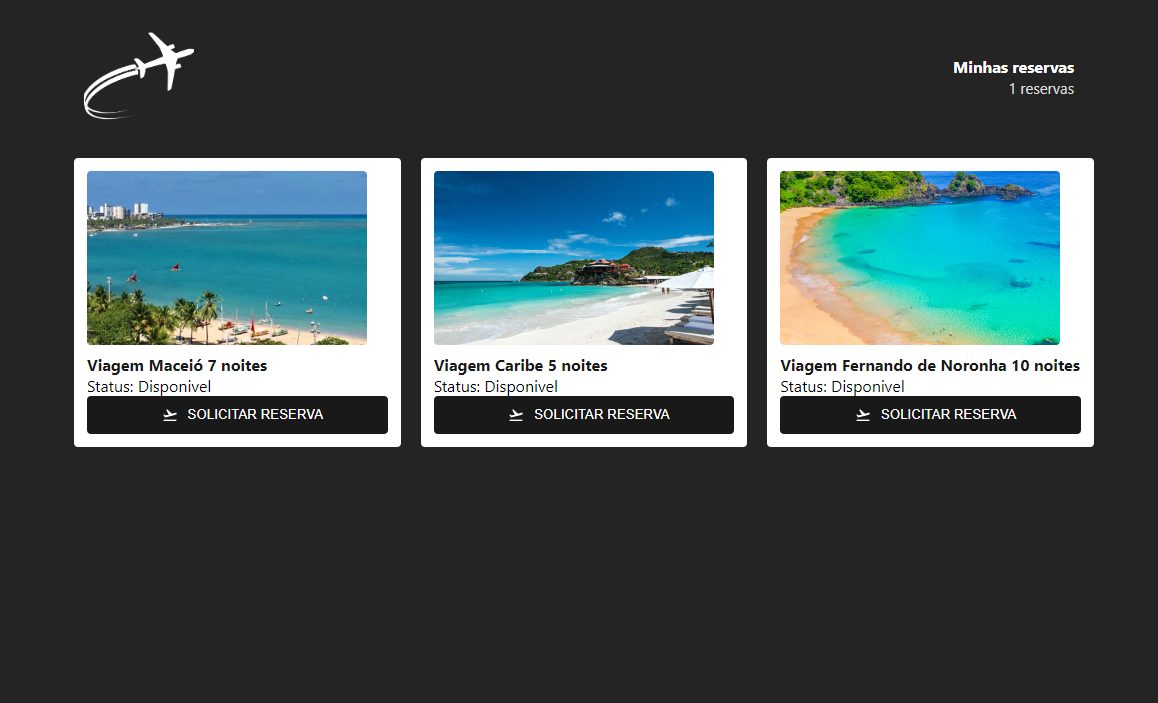 Minhas reservas
1 reservas
Viagem Maceió 7 noites
Status: Disponivel
SOLICITAR RESERVA
Viagem Caribe 5 noites
Status: Disponivel
SOLICITAR RESERVA
Viagem Fernando de Noronha 10 noites
Status: Disponivel
SOLICITAR RESERVA